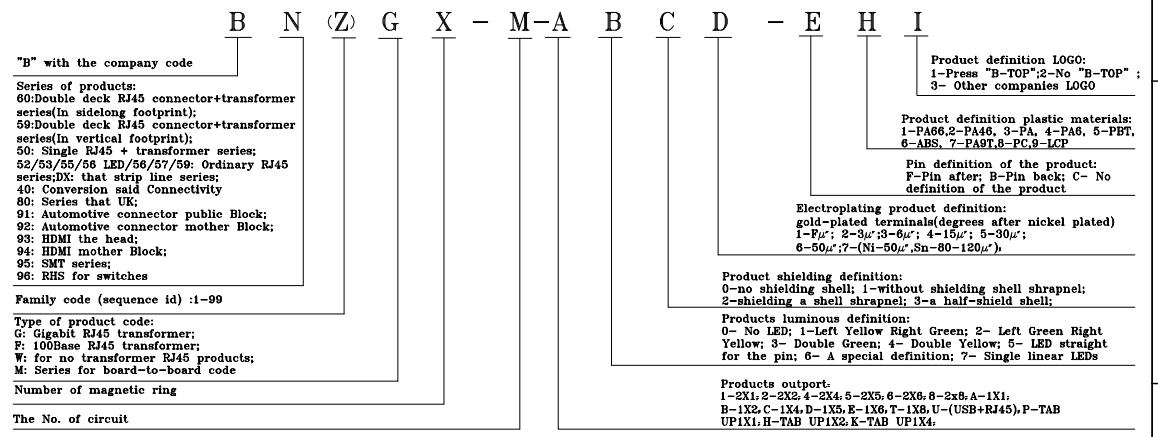 B N (Z) G X - M - A B C D - E H I
"B" with the company code
Series of products:
60:Double deck RJ45 connector+transformer
series(In sidelong footprint);
59:Double deck RJ45 connector+transformer
series(In vertical footprint);
50: Single RJ45 + transformer series;
52/53/55/56 LED/56/57/59: Ordinary RJ45
series;DX: that strip line series;
40: Conversion said Connectivity
80: Series that UK;
91: Automotive connector public Block;
92: Automotive connector mother Block;
93: HDMI the head;
94: HDMI mother Block;
95: SMT series;
96: RHS for switches
Family code (sequence id) :1-99
Type of product code:
G: Gigabit RJ45 transformer;
F: 100Base RJ45 transformer;
W: for no transformer RJ45 products;
M: Series for board-to-board code
Number of magnetic ring
The No. of circuit
Product definition LOGO:
1-Press "B-TOP";2-No "B-TOP" ;
3- Other companies LOGO
Product definition plastic materials:
1-PA66,2-PA46, 3-PA, 4-PA6, 5-PBT,
6-ABS, 7-PA9T,8-PC,9-LCP
Pin definition of the product:
F-Pin after; B-Pin back; C- No
definition of the product
Electroplating product definition:
gold-plated terminals(degrees after nickel plated)
1-Fμ"; 2-3μ";3-6μ"; 4-15μ"; 5-30μ";
6-50μ";7-(Ni-50μ",Sn-80-120μ");
Product shielding definition:
0-no shielding shell; 1-without shielding shell shrapnel;
2-shielding a shell shrapnel; 3-a half-shield shell;
Products luminous definition:
0- No LED; 1-Left Yellow Right Green; 2- Left Green Right
Yellow; 3- Double Green; 4- Double Yellow; 5- LED straight
for the pin; 6- A special definition; 7- Single linear LEDs
Products outport:
1-2X1; 2-2X2; 4-2X4; 5-2X5; 6-2X6; 8-2x8; A-1X1;
B-1X2, C-1X4, D-1X5, E-1X6, T-1X8, U-(USB+RJ45), P-TAB
UP1X1; H-TAB UP1X2; K-TAB UP1X4;